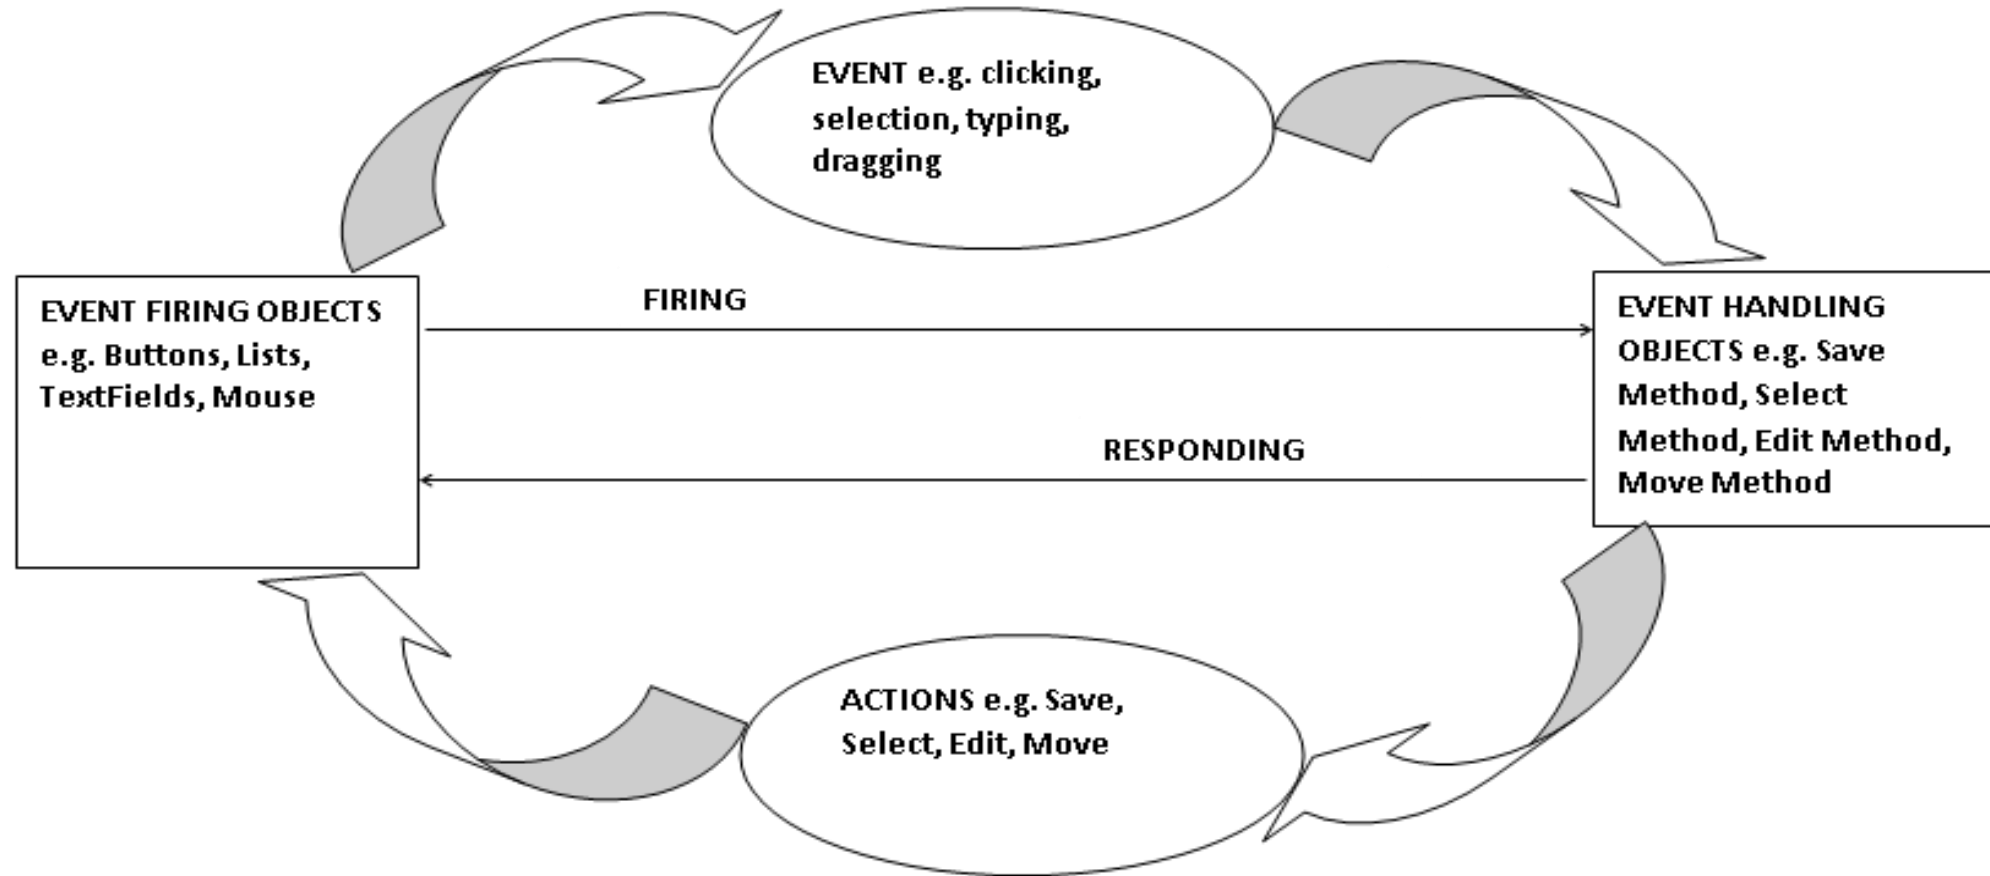 EVENT e.g. clicking,
selection, typing,
dragging
EVENT FIRING OBJECTS
e.g. Buttons, Lists,
TextFields, Mouse
FIRING
RESPONDING
EVENT HANDLING
OBJECTS e.g. Save
Method, Select
Method, Edit Method,
Move Method
ACTIONS e.g. Save,
Select, Edit, Move